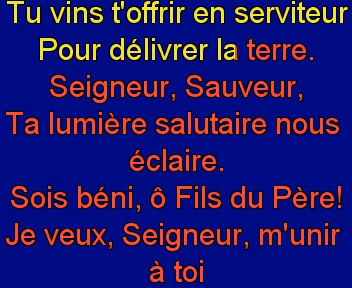 Tu vins t'offrir en serviteur
Pour délivrer la terre.
Seigneur, Sauveur,
Ta lumière salutaire nous
éclaire.
Sois béni, ô Fils du Père!
Je veux, Seigneur, m'unir
à toi